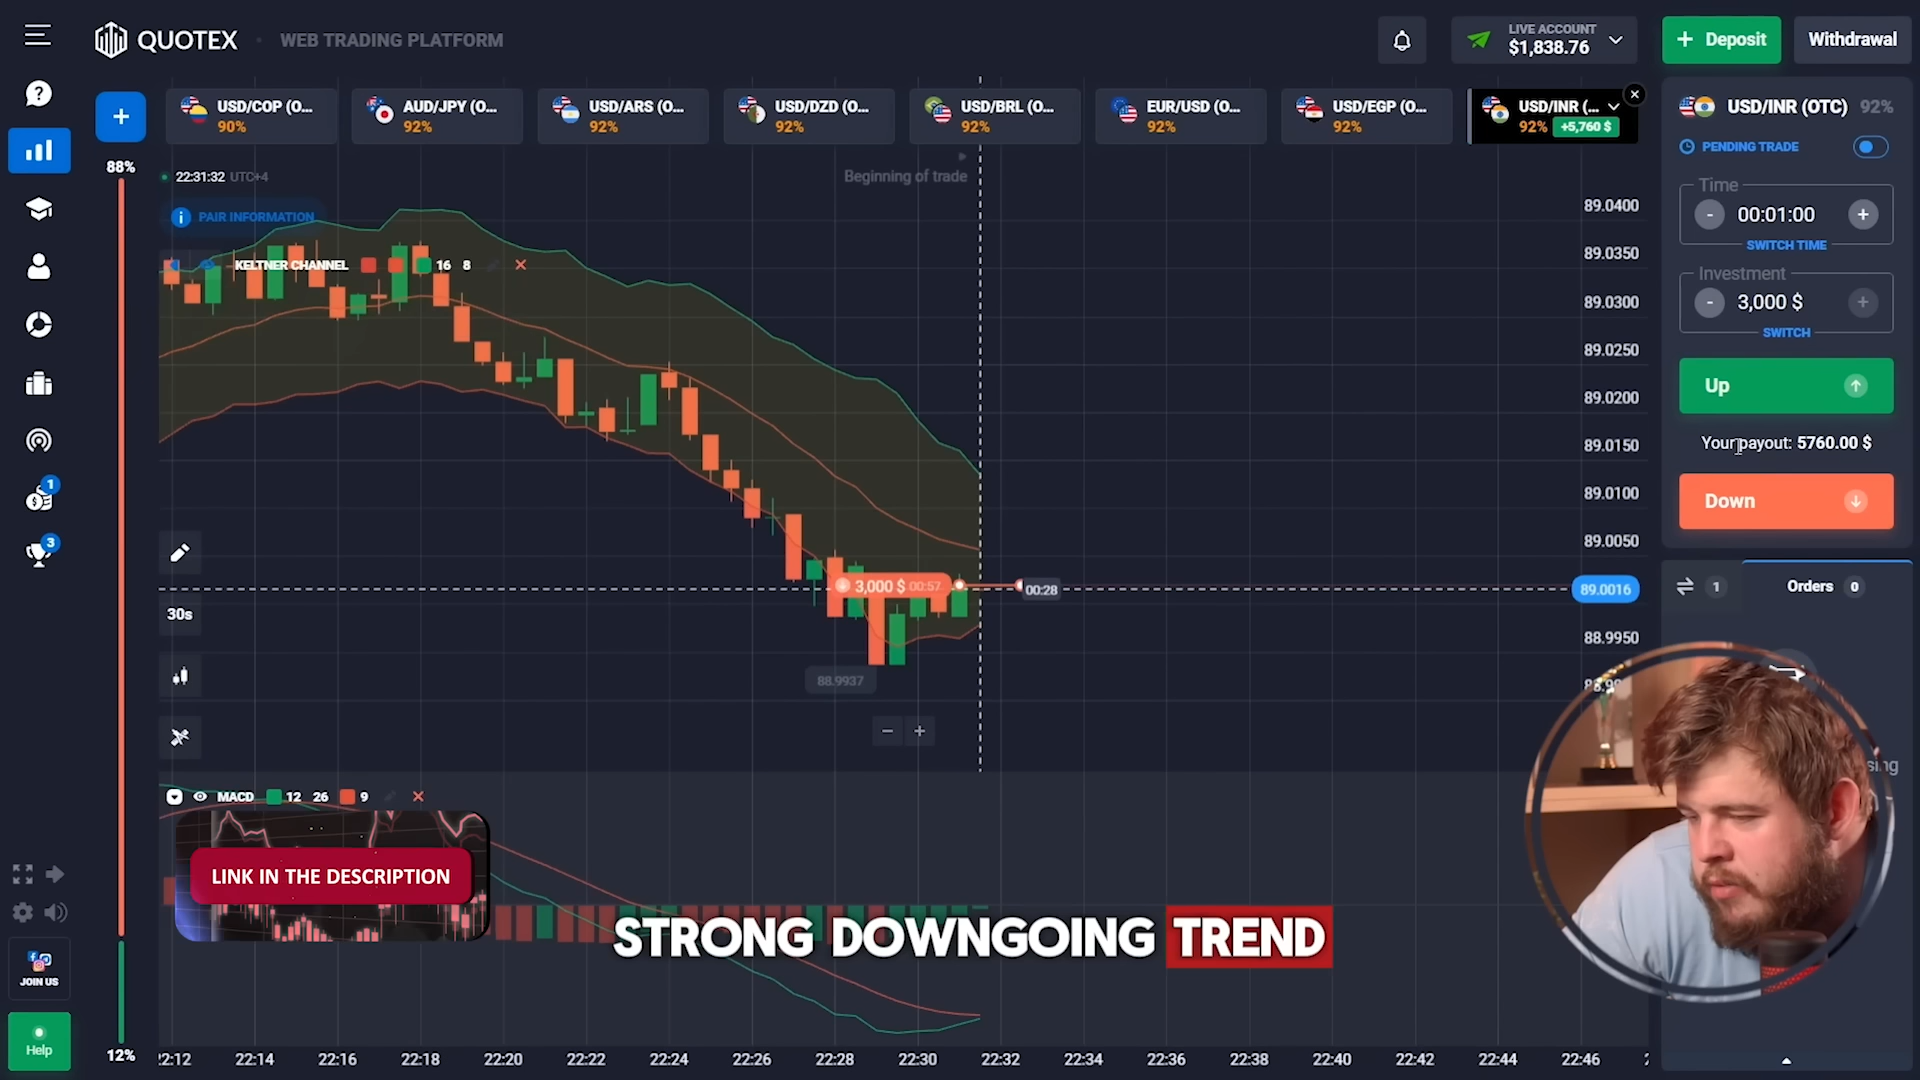 QUOTEX
WEB TRADING PLATFORM
LIVE ACCOUNT
$1,838.76
+ Deposit
Withdrawal
USD/COP (O...
90%
AUD/JPY (O...
92%
USD/ARS (O...
92%
USD/DZD (O...
92%
USD/BRL (O...
92%
EUR/USD (O...
92%
USD/EGP (O...
92%
USD/INR (...
92% +5,760 $
USD/INR (OTC) 92%
88%
22:31:32 UTC+4
Beginning of trade
PENDING TRADE
PAIR INFORMATION
KELTNER CHANNEL 16 8
Time
- 00:01:00 +
SWITCH TIME
Investment
- 3,000 $ +
SWITCH
Up
Your payout: 5760.00 $
Down
1
Orders 0
89.0400
89.0350
89.0300
89.0250
89.0200
89.0150
89.0100
89.0050
89.0016
88.9950
3,000 $ 00:57
00:28
88.9937
30s
1
3
MACD 12 26 9
LINK IN THE DESCRIPTION
STRONG DOWNGOING TREND
JOIN US
Help
12%
22:14 22:16 22:18 22:20 22:22 22:24 22:26 22:28 22:30 22:32 22:34 22:36 22:38 22:40 22:42 22:44 22:46